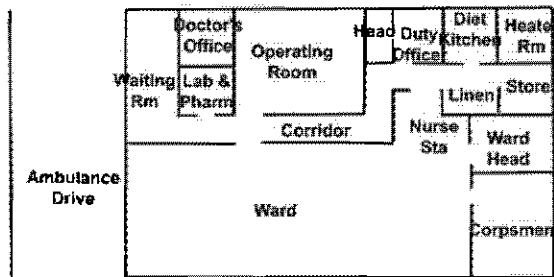 Doctor's
Office
Operating
Room
Head
Duty
Officer
Diet
Kitchen
Heater
Rm
Waiting
Rm
Lab &
Pharm
Linen
Store
Corridor
Nurse
Sta
Ward
Head
Ambulance
Drive
Ward
Corpsmen